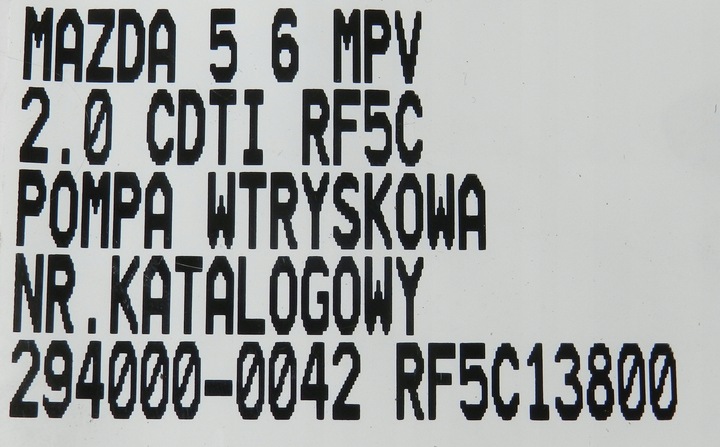 MAZDA 5 6 MPV
2.0 CDTI RF5C
POMPA WTRYSKOWA
NR.KATALOGOWY
294000-0042 RF5C13800